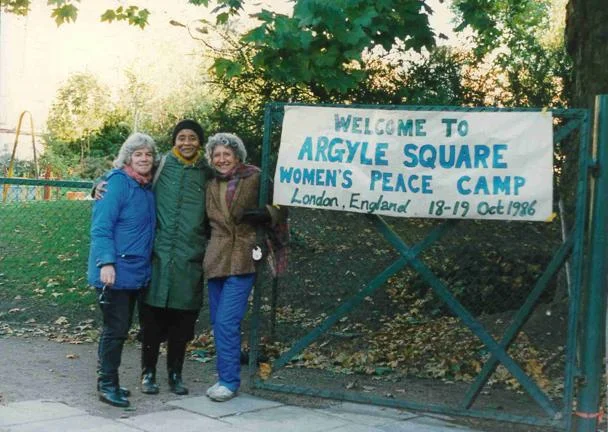 WELCOME TO
ARGYLE SQUARE
WOMEN'S PEACE CAMP
London, England, 18-19 Oct 1986